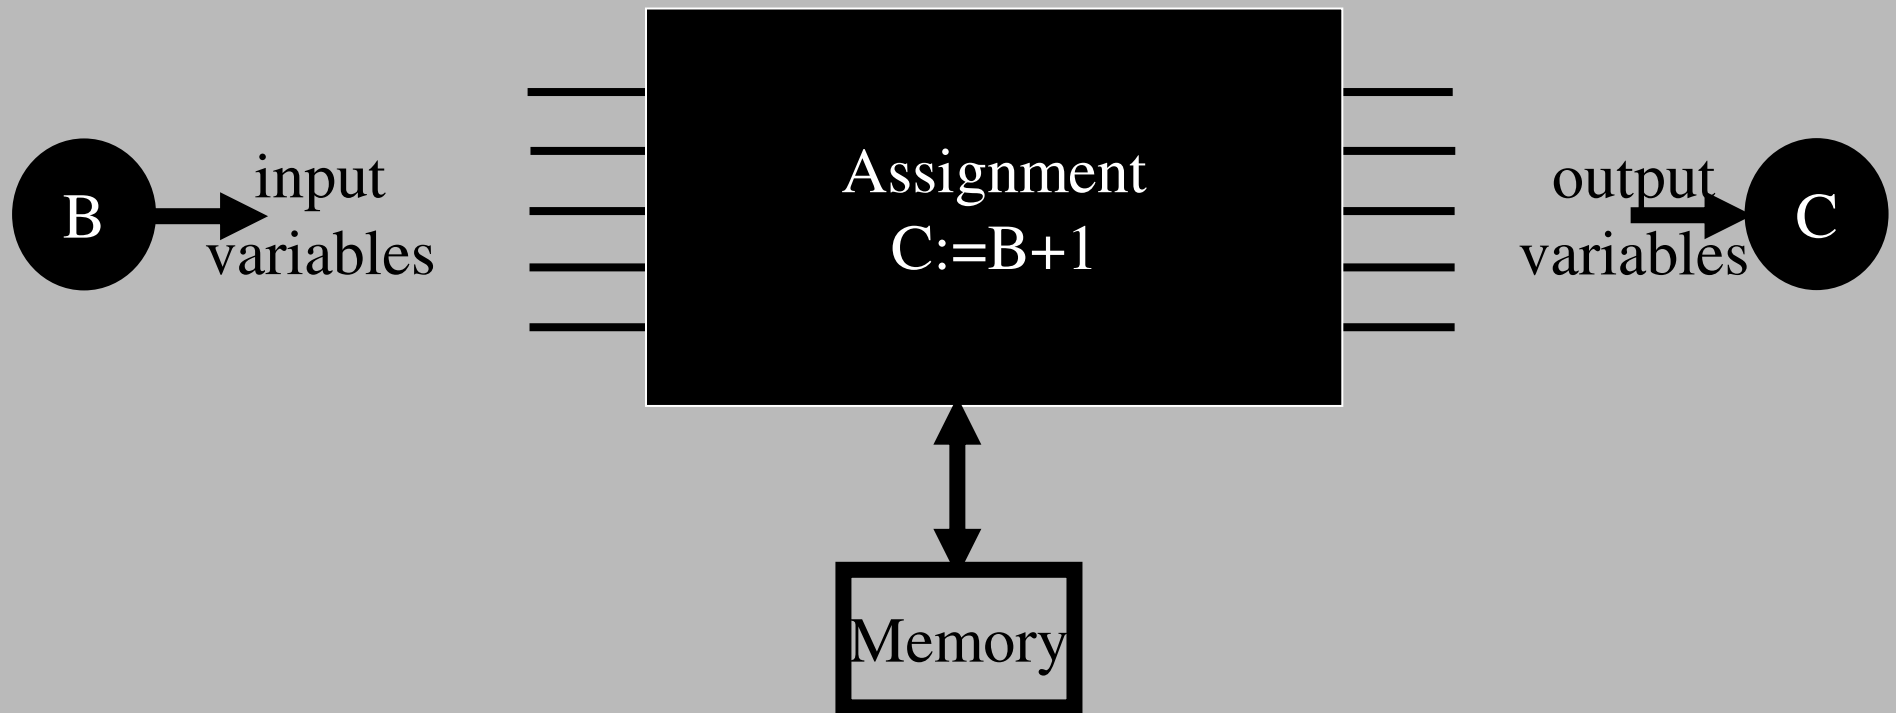 B
input
variables
Assignment
C:=B+1
output
variables
C
Memory